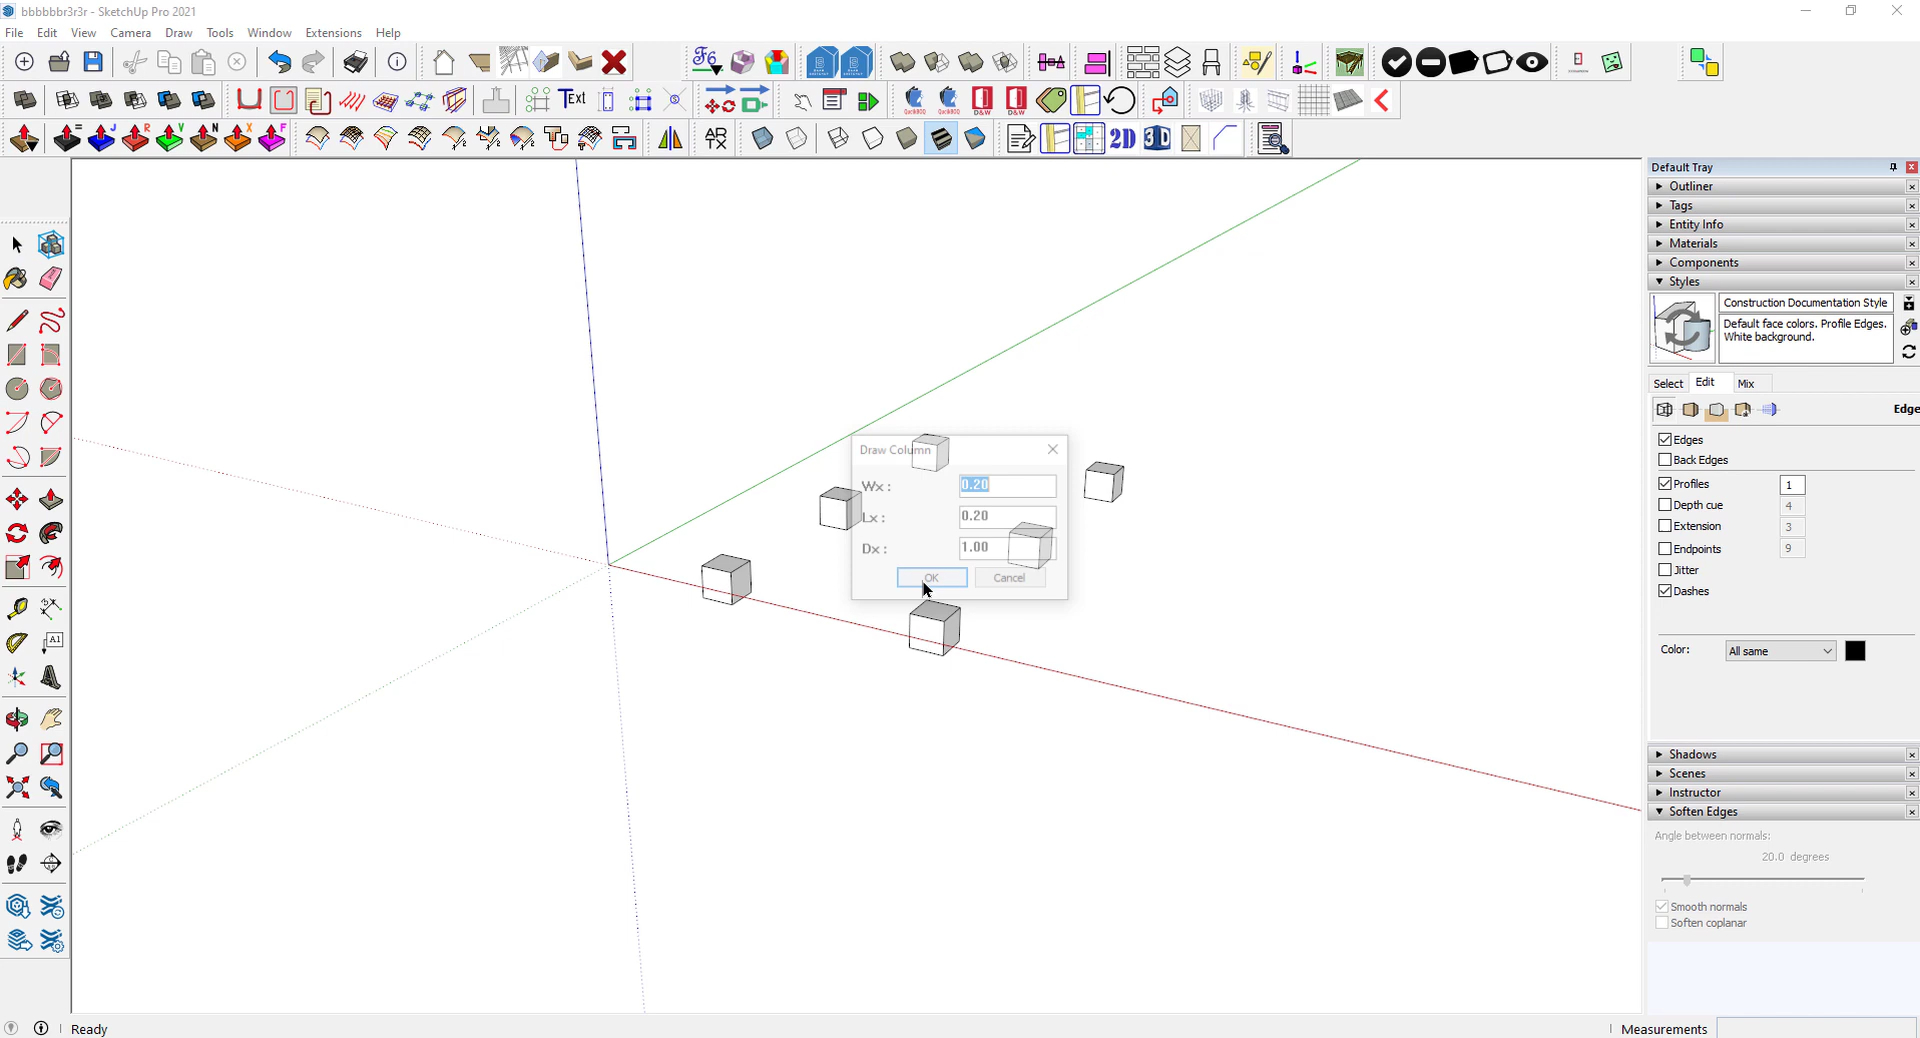 bbbbbbr3r3r - SketchUp Pro 2021
File Edit View Camera Draw Tools Window Extensions Help
Text
D&W D&W
= J R V N X F
AR
2D 3D
A1
Default Tray
Outliner
Tags
Entity Info
Materials
Components
Styles
Construction Documentation Style
Default face colors. Profile Edges.
White background.
Select Edit Mix
Edge
Edges
Back Edges
Profiles 1
Depth cue 4
Extension 3
Endpoints 9
Jitter
Dashes
Color: All same
Shadows
Scenes
Instructor
Soften Edges
Angle between normals:
20.0 degrees
Smooth normals
Soften coplanar
Draw Column
Wx : 0.20
Lx : 0.20
Dx : 1.00
OK Cancel
Ready
Measurements